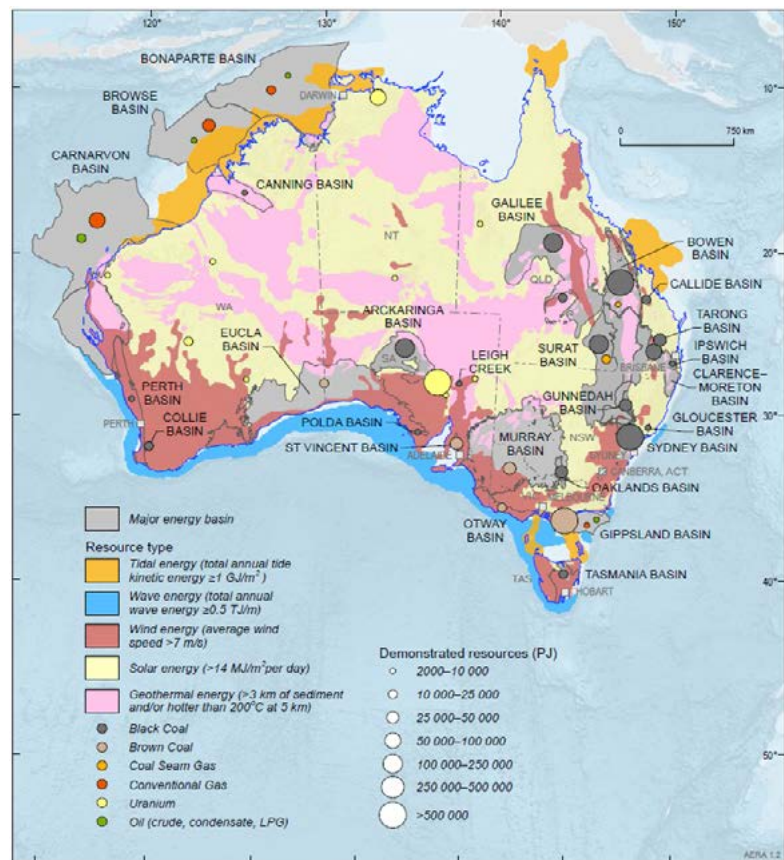 120°
130°
140°
150°
BONAPARTE BASIN
10°
DARWIN
BROWSE
BASIN
0
750 km
CARNARVON
BASIN
CANNING BASIN
GALILEE
BASIN
BOWEN
BASIN
20°
NT
QLD
CALLIDE BASIN
WA
ARCKARINGA
BASIN
TARONG
BASIN
EUCLA
BASIN
SA
LEIGH
CREEK
SURAT
BASIN
BRISBANE
IPSWICH
BASIN
CLARENCE–
MORETON
BASIN
PERTH
BASIN
GUNNEDAH
BASIN
PERTH
COLLIE
BASIN
POLDA BASIN
GLOUCESTER
BASIN
30°
ST VINCENT BASIN
MURRAY
BASIN
NSW
SYDNEY
SYDNEY BASIN
ADELAIDE
CANBERRA, ACT
OAKLANDS BASIN
MELBOURNE
OTWAY
BASIN
GIPPSLAND BASIN
TAS
TASMANIA BASIN
HOBART
40°
50°
Major energy basin
Resource type
Tidal energy (total annual tide
kinetic energy ≥1 GJ/m²)
Wave energy (total annual
wave energy ≥0.5 TJ/m)
Wind energy (average wind
speed >7 m/s)
Solar energy (>14 MJ/m²per day)
Geothermal energy (>3 km of sediment
and/or hotter than 200°C at 5 km)
Black Coal
Brown Coal
Coal Seam Gas
Conventional Gas
Uranium
Oil (crude, condensate, LPG)
Demonstrated resources (PJ)
2000–10 000
10 000–25 000
25 000–50 000
50 000–100 000
100 000–250 000
250 000–500 000
>500 000